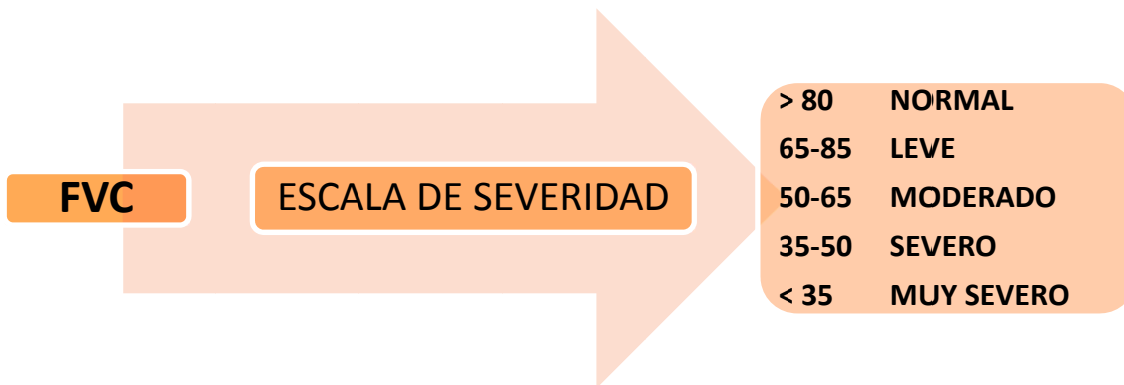 FVC
ESCALA DE SEVERIDAD
> 80 NORMAL
65-85 LEVE
50-65 MODERADO
35-50 SEVERO
< 35 MUY SEVERO